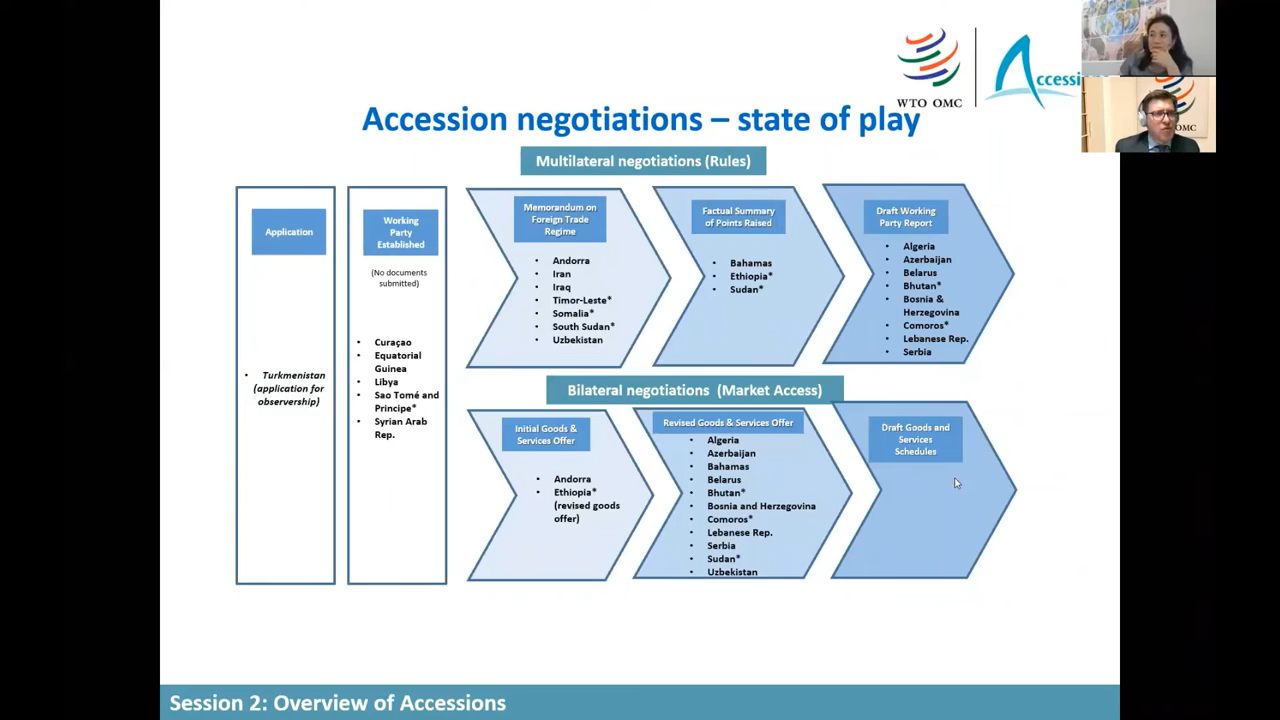 WTO OMC
Accessi
OMC
Accession negotiations – state of play
Multilateral negotiations (Rules)
Application
• Turkmenistan
(application for
observership)
Working
Party
Established
(No documents
submitted)
• Curaçao
• Equatorial
Guinea
• Libya
• Sao Tomé and
Principe*
• Syrian Arab
Rep.
Memorandum on
Foreign Trade
Regime
• Andorra
• Iran
• Iraq
• Timor-Leste*
• Somalia*
• South Sudan*
• Uzbekistan
Factual Summary
of Points Raised
• Bahamas
• Ethiopia*
• Sudan*
Draft Working
Party Report
• Algeria
• Azerbaijan
• Belarus
• Bhutan*
• Bosnia &
Herzegovina
• Comoros*
• Lebanese Rep.
• Serbia
Bilateral negotiations (Market Access)
Initial Goods &
Services Offer
• Andorra
• Ethiopia*
(revised goods
offer)
Revised Goods & Services Offer
• Algeria
• Azerbaijan
• Bahamas
• Belarus
• Bhutan*
• Bosnia and Herzegovina
• Comoros*
• Lebanese Rep.
• Serbia
• Sudan*
• Uzbekistan
Draft Goods and
Services
Schedules
Session 2: Overview of Accessions